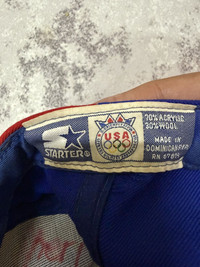 STARTER®
USA
70% ACRYLIC
30% WOOL
MADE IN
DOMINICAN REP.